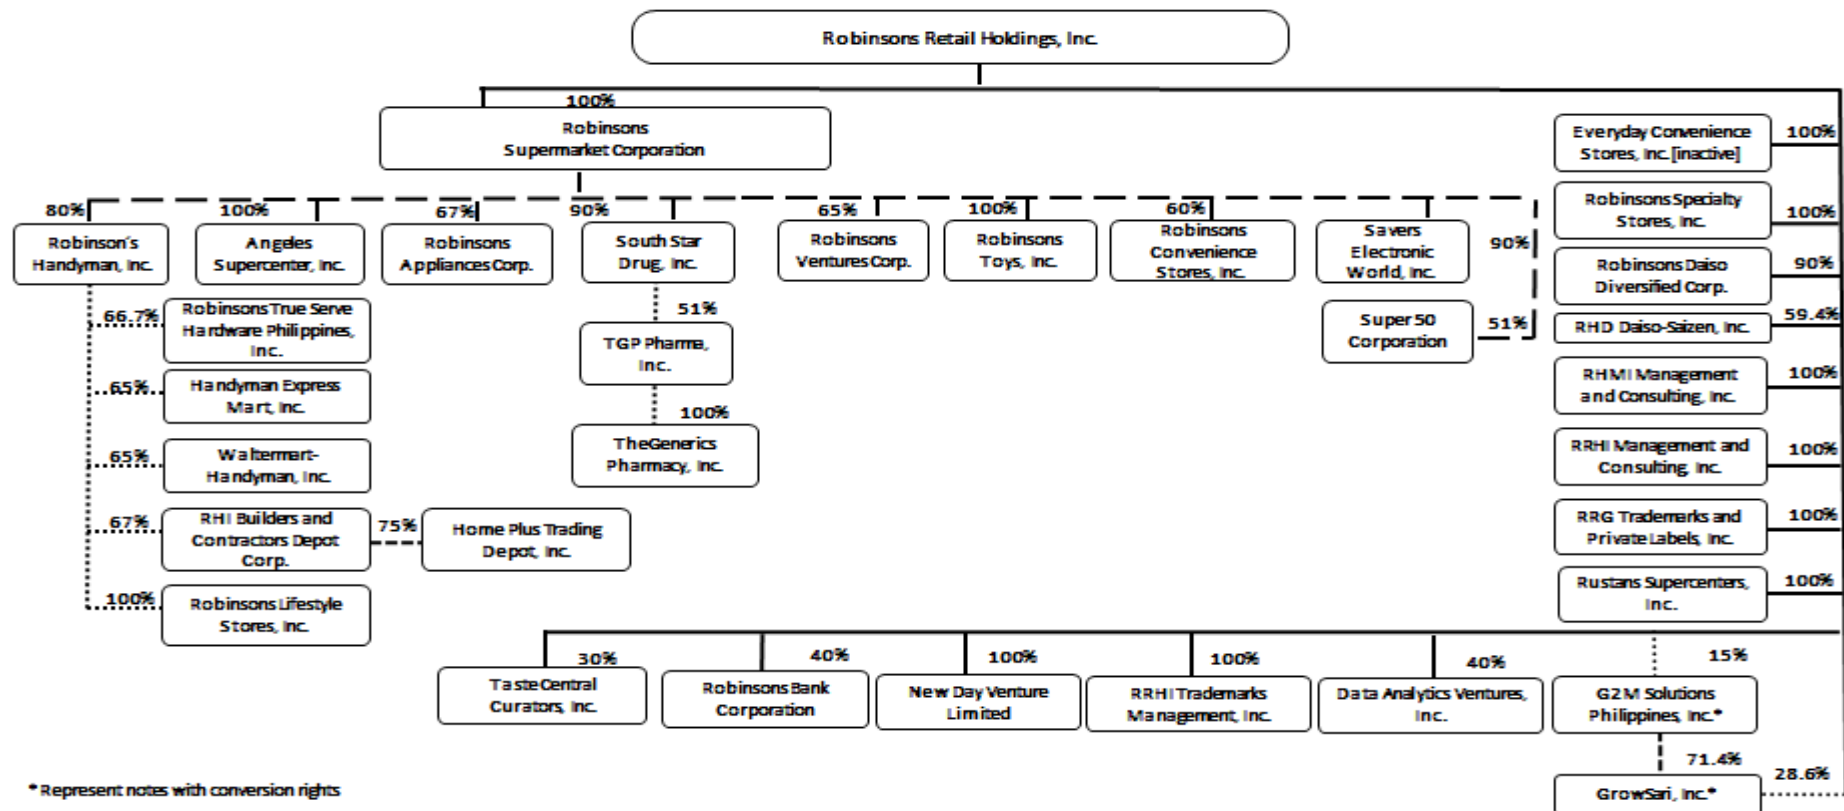 Robinsons Retail Holdings, Inc.
100%
Robinsons
Supermarket Corporation
80%
Robinson's
Handyman, Inc.
100%
Angeles
Supercenter, Inc.
67%
Robinsons
Appliances Corp.
90%
South Star
Drug, Inc.
65%
Robinsons
Ventures Corp.
100%
Robinsons
Toys, Inc.
60%
Robinsons
Convenience
Stores, Inc.
Savers
Electronic
World, Inc.
90%
Super 50
Corporation
51%
66.7%
Robinsons True Serve
Hardware Philippines,
Inc.
65%
Handyman Express
Mart, Inc.
65%
Waltermart-
Handyman, Inc.
67%
RHI Builders and
Contractors Depot
Corp.
75%
Home Plus Trading
Depot, Inc.
100%
Robinsons Lifestyle
Stores, Inc.
51%
TGP Pharma,
Inc.
100%
TheGenerics
Pharmacy, Inc.
Everyday Convenience
Stores, Inc.[inactive]
100%
Robinsons Specialty
Stores, Inc.
100%
Robinsons Daiso
Diversified Corp.
90%
RHD Daiso-Saizen, Inc.
59.4%
RHMI Management
and Consulting, Inc.
100%
RRHI Management and
Consulting, Inc.
100%
RRG Trademarks and
Private Labels, Inc.
100%
Rustans Supercenters,
Inc.
100%
30%
Taste Central
Curators, Inc.
40%
Robinsons Bank
Corporation
100%
New Day Venture
Limited
100%
RRHI Trademarks
Management, Inc.
40%
Data Analytics Ventures,
Inc.
15%
G2M Solutions
Philippines, Inc.*
71.4%
28.6%
GrowSari, Inc.*
*Represent notes with conversion rights